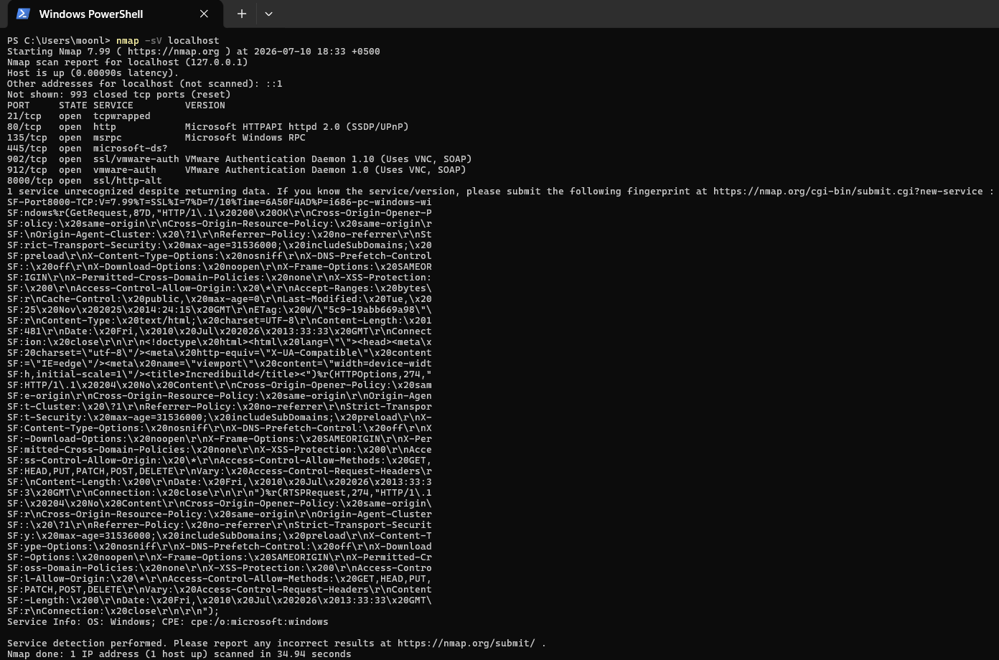 Windows PowerShell
PS C:\Users\moonl> nmap -sV localhost
Starting Nmap 7.99 ( https://nmap.org ) at 2026-07-10 18:33 +0500
Nmap scan report for localhost (127.0.0.1)
Host is up (0.00090s latency).
Other addresses for localhost (not scanned): ::1
Not shown: 993 closed tcp ports (reset)
PORT     STATE SERVICE         VERSION
21/tcp   open  tcpwrapped
80/tcp   open  http            Microsoft HTTPAPI httpd 2.0 (SSDP/UPnP)
135/tcp  open  msrpc           Microsoft Windows RPC
445/tcp  open  microsoft-ds?
902/tcp  open  ssl/vmware-auth VMware Authentication Daemon 1.10 (Uses VNC, SOAP)
912/tcp  open  vmware-auth     VMware Authentication Daemon 1.0 (Uses VNC, SOAP)
8000/tcp open  ssl/http-alt
1 service unrecognized despite returning data. If you know the service/version, please submit the following fingerprint at https://nmap.org/cgi-bin/submit.cgi?new-service :
SF-Port8000-TCP:V=7.99%T=SSL%I=7%D=7/10%Time=6A50F4AD%P=i686-pc-windows-wi
SF:ndows%r(GetRequest,87D,"HTTP/1\.1\x20200\x20OK\r\nCross-Origin-Opener-P
SF:olicy:\x20same-origin\r\nCross-Origin-Resource-Policy:\x20same-origin\r
SF:\nOrigin-Agent-Cluster:\x20\?1\r\nReferrer-Policy:\x20no-referrer\r\nSt
SF:rict-Transport-Security:\x20max-age=31536000;\x20includeSubDomains;\x20
SF:preload\r\nX-Content-Type-Options:\x20nosniff\r\nX-DNS-Prefetch-Control
SF::\x20off\r\nX-Download-Options:\x20noopen\r\nX-Frame-Options:\x20SAMEOR
SF:IGIN\r\nX-Permitted-Cross-Domain-Policies:\x20none\r\nX-XSS-Protection:
SF:\x200\r\nAccess-Control-Allow-Origin:\x20\*\r\nAccept-Ranges:\x20bytes\
SF:r\nCache-Control:\x20public,\x20max-age=0\r\nLast-Modified:\x20Tue,\x20
SF:25\x20Nov\x202025\x2014:24:15\x20GMT\r\nETag:\x20W/\"5c9-19abb669a98\"\
SF:r\nContent-Type:\x20text/html;\x20charset=UTF-8\r\nContent-Length:\x201
SF:481\r\nDate:\x20Fri,\x2010\x20Jul\x202026\x2013:33:33\x20GMT\r\nConnect
SF:ion:\x20close\r\n\r\n<!doctype\x20html><html\x20lang=\"\"><head><meta\x
SF:20charset=\"utf-8\"/><meta\x20http-equiv=\"X-UA-Compatible\"\x20content
SF:=\"IE=edge\"/><meta\x20name=\"viewport\"\x20content=\"width=device-widt
SF:h,initial-scale=1\"/><title>Incredibuild</title><")%r(HTTPOptions,274,"
SF:HTTP/1\.1\x20204\x20No\x20Content\r\nCross-Origin-Opener-Policy:\x20sam
SF:e-origin\r\nCross-Origin-Resource-Policy:\x20same-origin\r\nOrigin-Agen
SF:t-Cluster:\x20\?1\r\nReferrer-Policy:\x20no-referrer\r\nStrict-Transpor
SF:t-Security:\x20max-age=31536000;\x20includeSubDomains;\x20preload\r\nX-
SF:Content-Type-Options:\x20nosniff\r\nX-DNS-Prefetch-Control:\x20off\r\nX
SF:-Download-Options:\x20noopen\r\nX-Frame-Options:\x20SAMEORIGIN\r\nX-Per
SF:mitted-Cross-Domain-Policies:\x20none\r\nX-XSS-Protection:\x200\r\nAcce
SF:ss-Control-Allow-Origin:\x20\*\r\nAccess-Control-Allow-Methods:\x20GET,
SF:HEAD,PUT,PATCH,POST,DELETE\r\nVary:\x20Access-Control-Request-Headers\r
SF:\nContent-Length:\x200\r\nDate:\x20Fri,\x2010\x20Jul\x202026\x2013:33:3
SF:3\x20GMT\r\nConnection:\x20close\r\n\r\n")%r(RTSPRequest,274,"HTTP/1\.1
SF:\x20204\x20No\x20Content\r\nCross-Origin-Opener-Policy:\x20same-origin\
SF:r\nCross-Origin-Resource-Policy:\x20same-origin\r\nOrigin-Agent-Cluster
SF::\x20\?1\r\nReferrer-Policy:\x20no-referrer\r\nStrict-Transport-Securit
SF:y:\x20max-age=31536000;\x20includeSubDomains;\x20preload\r\nX-Content-T
SF:ype-Options:\x20nosniff\r\nX-DNS-Prefetch-Control:\x20off\r\nX-Download
SF:-Options:\x20noopen\r\nX-Frame-Options:\x20SAMEORIGIN\r\nX-Permitted-Cr
SF:oss-Domain-Policies:\x20none\r\nX-XSS-Protection:\x200\r\nAccess-Contro
SF:l-Allow-Origin:\x20\*\r\nAccess-Control-Allow-Methods:\x20GET,HEAD,PUT,
SF:PATCH,POST,DELETE\r\nVary:\x20Access-Control-Request-Headers\r\nContent
SF:-Length:\x200\r\nDate:\x20Fri,\x2010\x20Jul\x202026\x2013:33:33\x20GMT\
SF:r\nConnection:\x20close\r\n\r\n");
Service Info: OS: Windows; CPE: cpe:/o:microsoft:windows
Service detection performed. Please report any incorrect results at https://nmap.org/submit/ .
Nmap done: 1 IP address (1 host up) scanned in 34.94 seconds